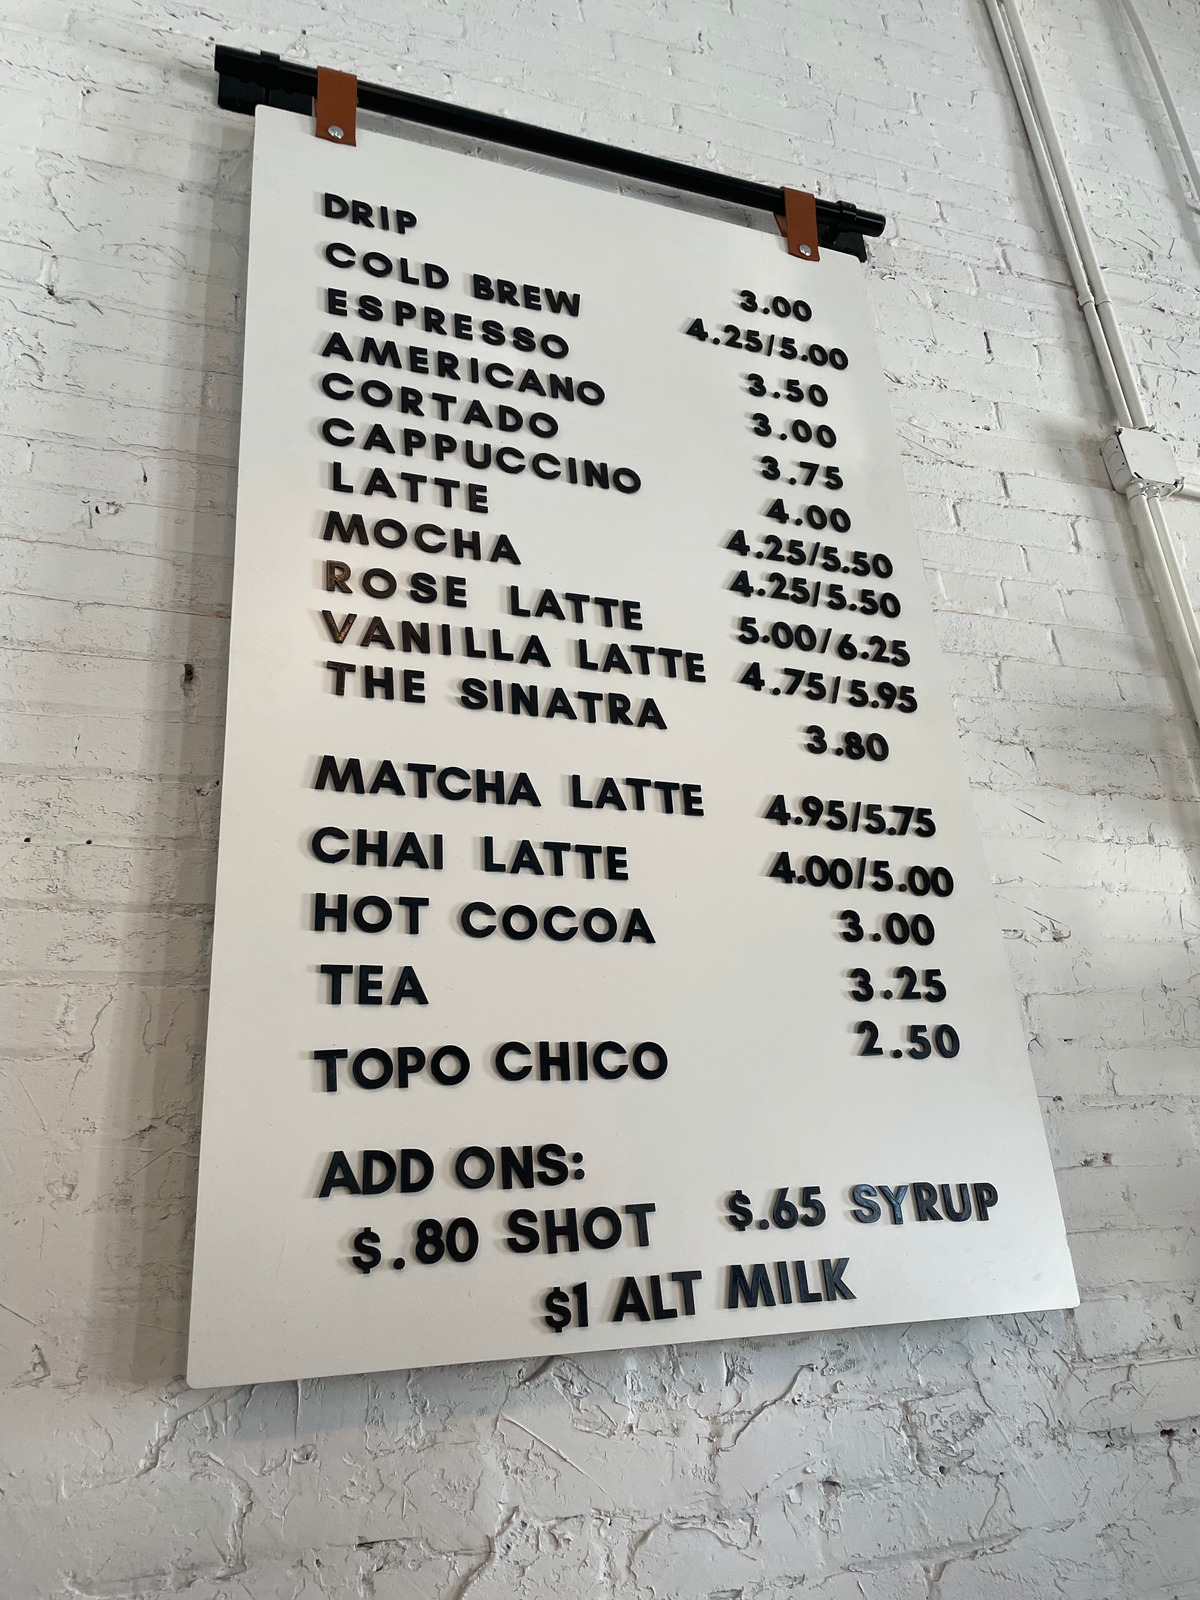 DRIP 3.00
COLD BREW 4.25/5.00
ESPRESSO 3.50
AMERICANO 3.00
CORTADO 3.75
CAPPUCCINO 4.00
LATTE 4.25/5.50
MOCHA 4.25/5.50
ROSE LATTE 5.00/6.25
VANILLA LATTE 4.75/5.95
THE SINATRA 3.80
MATCHA LATTE 4.95/5.75
CHAI LATTE 4.00/5.00
HOT COCOA 3.00
TEA 3.25
TOPO CHICO 2.50
ADD ONS:
$.80 SHOT $.65 SYRUP
$1 ALT MILK